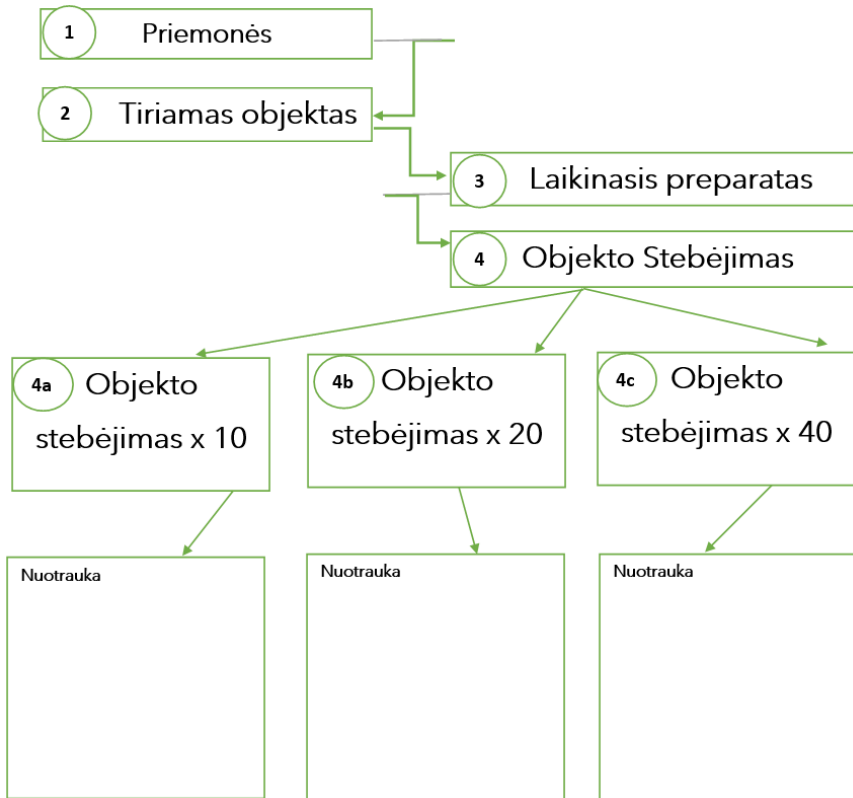 1 Priemonės
2 Tiriamas objektas
3 Laikinasis preparatas
4 Objekto Stebėjimas
4a Objekto
stebėjimas x 10
4b Objekto
stebėjimas x 20
4c Objekto
stebėjimas x 40
Nuotrauka
Nuotrauka
Nuotrauka